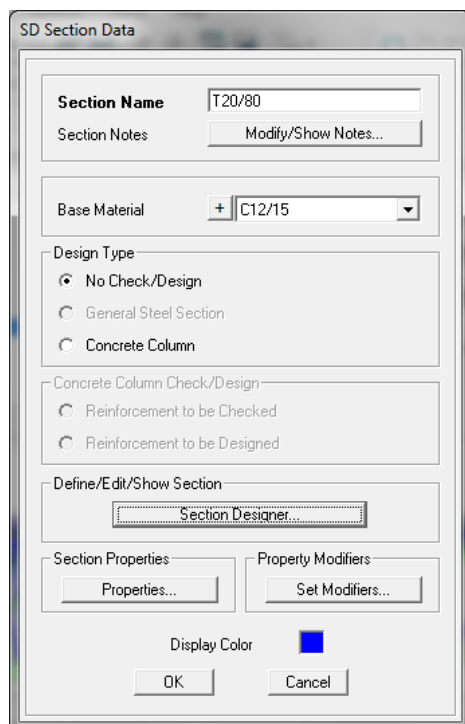 SD Section Data
Section Name T20/80
Section Notes Modify/Show Notes...
Base Material + C12/15
Design Type
No Check/Design
General Steel Section
Concrete Column
Concrete Column Check/Design
Reinforcement to be Checked
Reinforcement to be Designed
Define/Edit/Show Section
Section Designer...
Section Properties Property Modifiers
Properties... Set Modifiers...
Display Color
OK Cancel